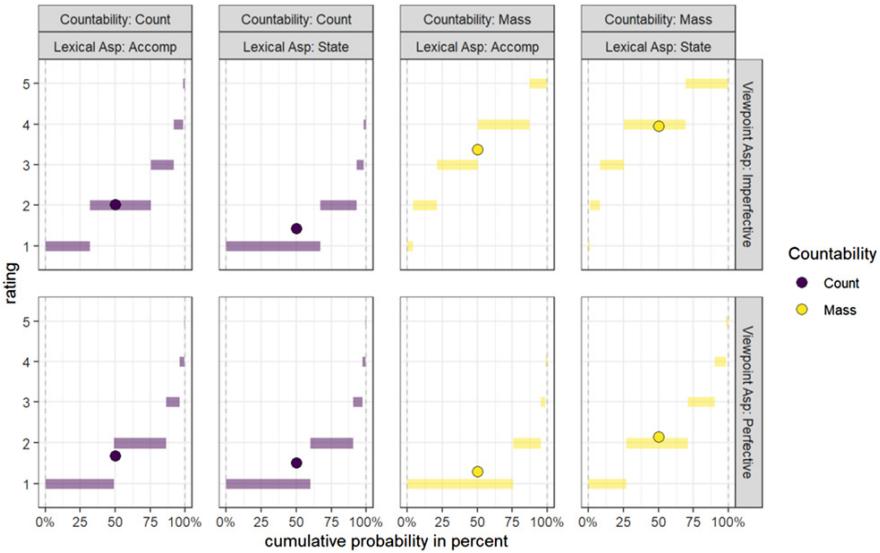 Countability: Count Countability: Count Countability: Mass Countability: Mass
Lexical Asp: Accomp Lexical Asp: State Lexical Asp: Accomp Lexical Asp: State
5
4
3
2
1
Viewpoint Asp: Imperfective
rating
5
4
3
2
1
Viewpoint Asp: Perfective
0% 25 50 75 100% 0% 25 50 75 100% 0% 25 50 75 100% 0% 25 50 75 100%
cumulative probability in percent
Countability
Count
Mass